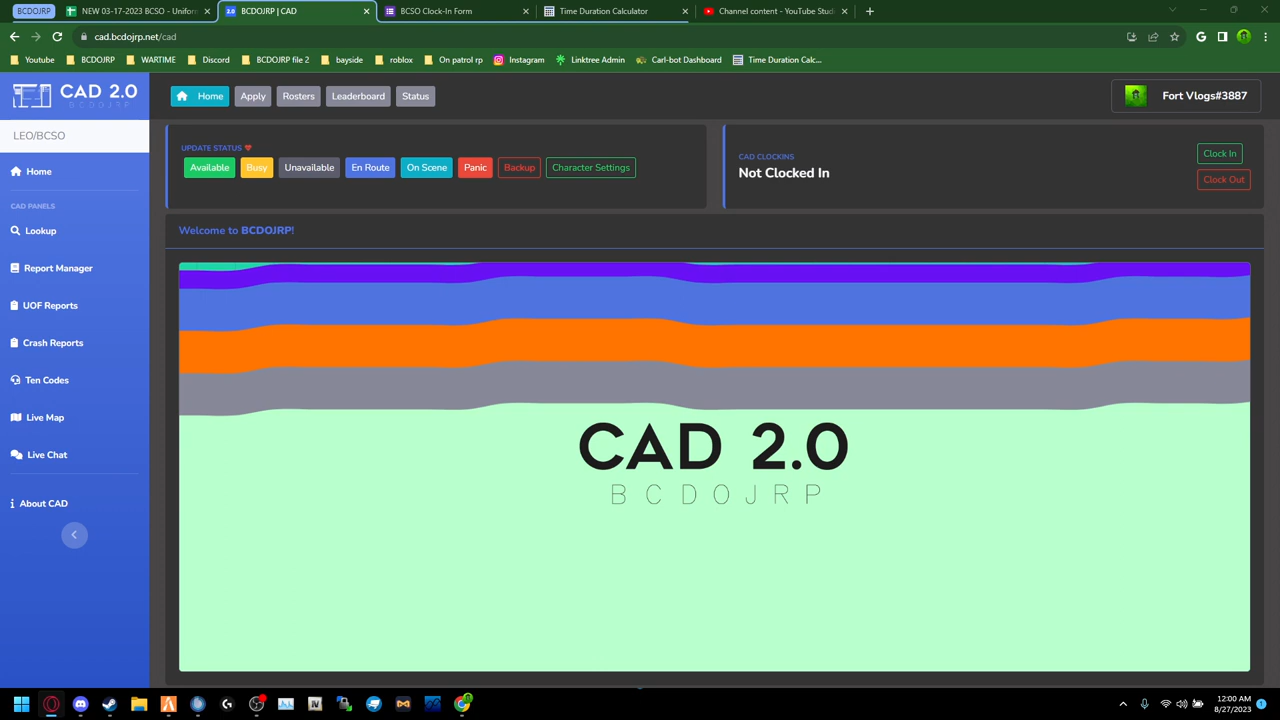 BCDOJRP
NEW 03-17-2023 BCSO - Uniform
BCDOJRP | CAD
BCSO Clock-In Form
Time Duration Calculator
Channel content - YouTube Stud
cad.bcdojrp.net/cad
Youtube
BCDOJRP
WARTIME
Discord
BCDOJRP file 2
bayside
roblox
On patrol rp
Instagram
Linktree Admin
Carl-bot Dashboard
Time Duration Calc...
CAD 2.0
BCDOJRP
Home
Apply
Rosters
Leaderboard
Status
Fort Vlogs#3887
LEO/BCSO
Home
CAD PANELS
Lookup
Report Manager
UOF Reports
Crash Reports
Ten Codes
Live Map
Live Chat
About CAD
UPDATE STATUS
Available
Busy
Unavailable
En Route
On Scene
Panic
Backup
Character Settings
CAD CLOCKINS
Not Clocked In
Clock In
Clock Out
Welcome to BCDOJRP!
CAD 2.0
BCDOJRP
12:00 AM
8/27/2023